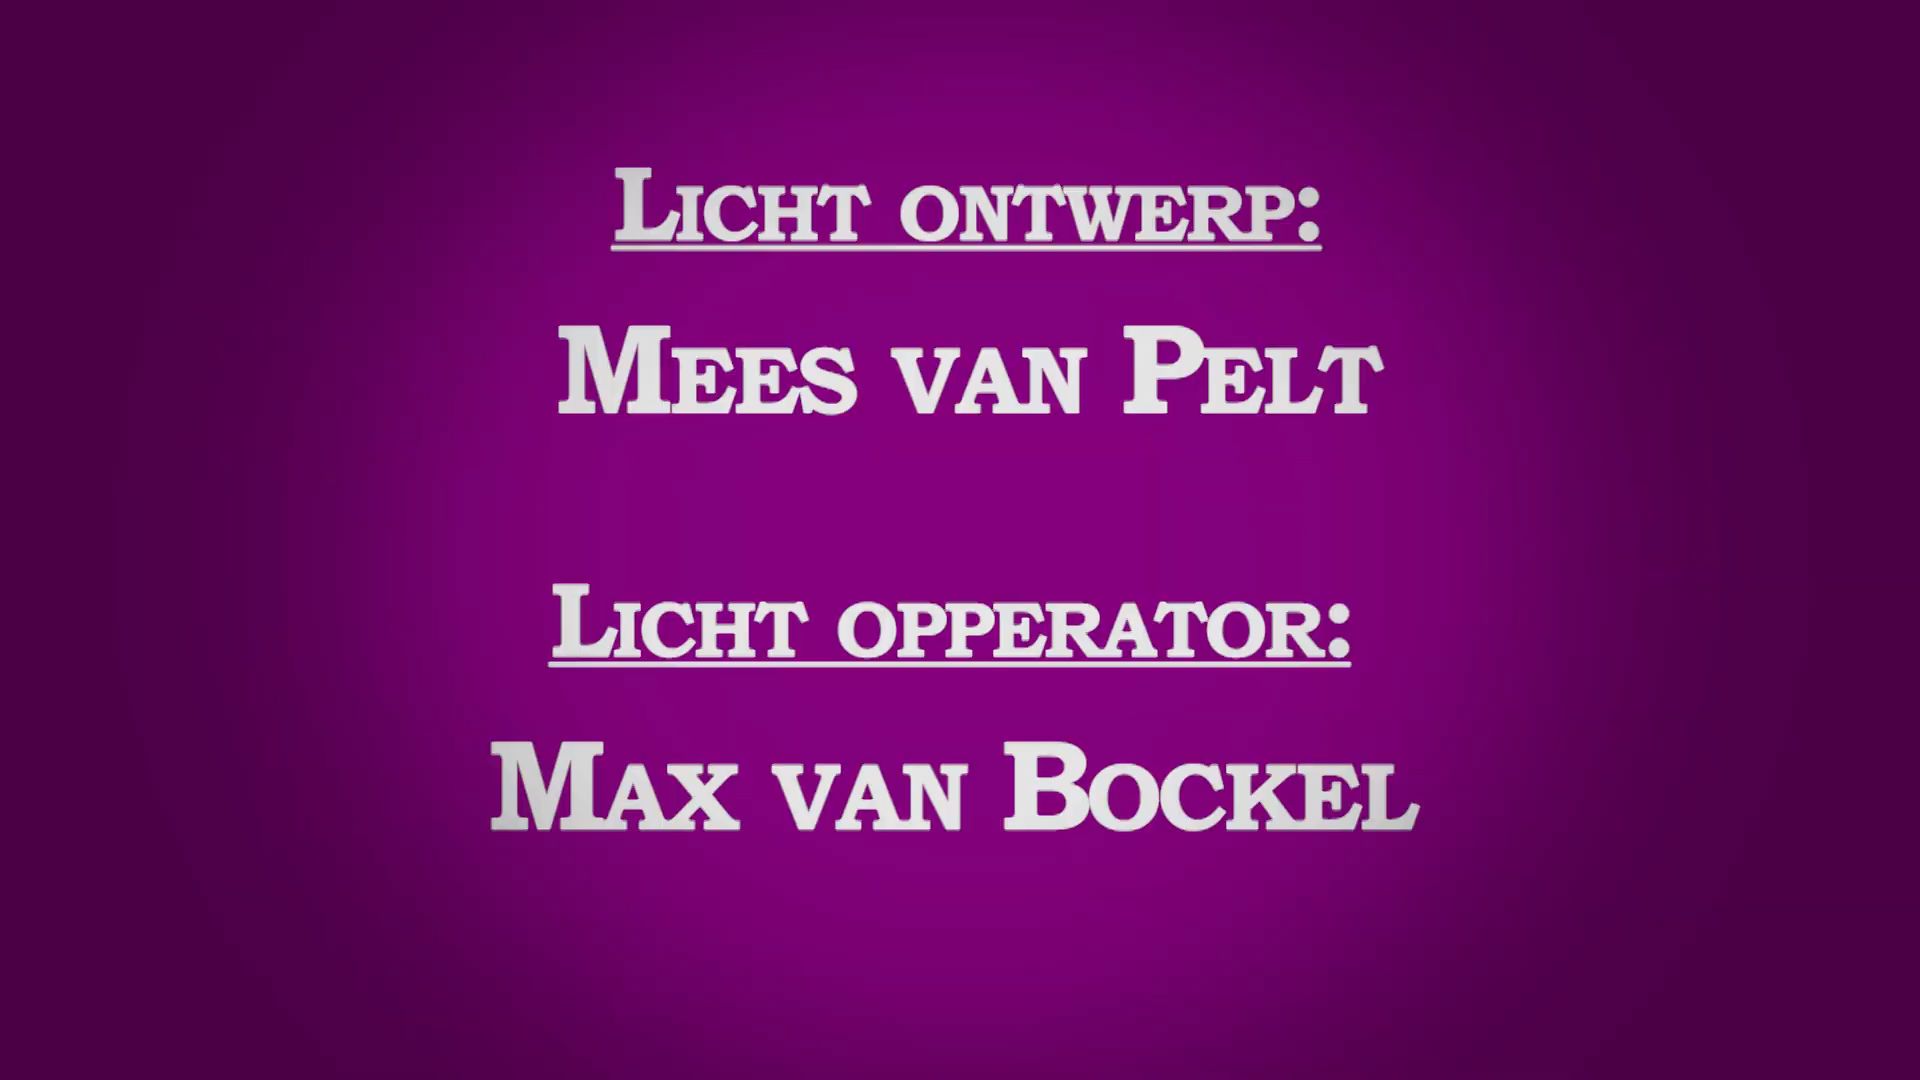 Licht ontwerp:
Mees van Pelt
Licht opperator:
Max van Bockel